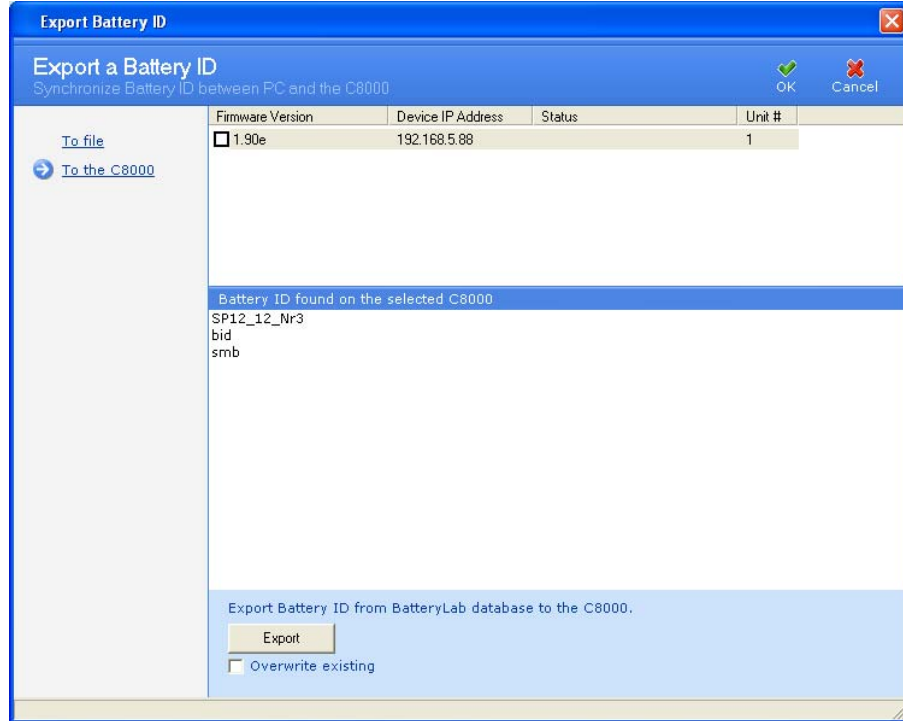 Export Battery ID
Export a Battery ID
Synchronize Battery ID between PC and the C8000
OK
Cancel
To file
To the C8000
Firmware Version Device IP Address Status Unit #
1.90e 192.168.5.88 1
Battery ID found on the selected C8000
SP12_12_Nr3
bid
smb
Export Battery ID from BatteryLab database to the C8000.
Export
Overwrite existing